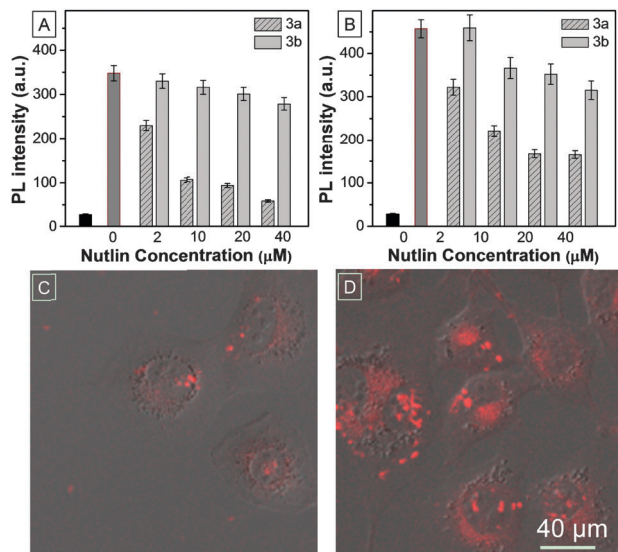 A
3a
3b
PL intensity (a.u.)
400
300
200
100
0
0 2 10 20 40
Nutlin Concentration (μM)
B
3a
3b
PL intensity (a.u.)
400
300
200
100
0
0 2 10 20 40
Nutlin Concentration (μM)
C
D
40 μm